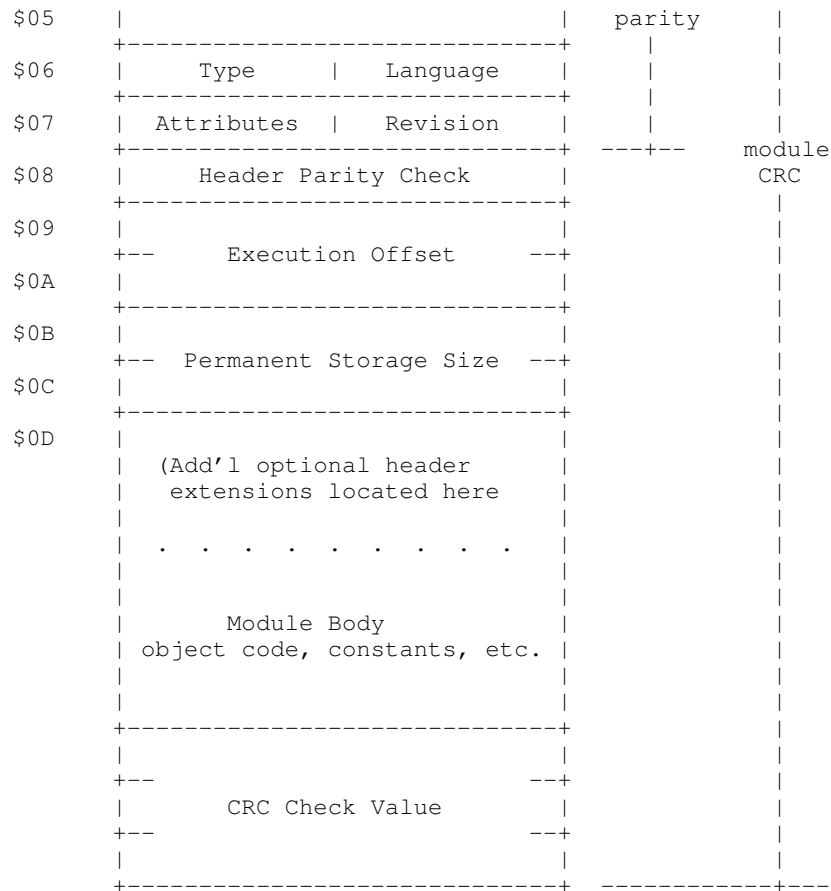 $05 | | parity |
+------------------------------+ | |
$06 | Type | Language | | |
+------------------------------+ | |
$07 | Attributes | Revision | | |
+------------------------------+ ---+-- module
$08 | Header Parity Check | CRC
+------------------------------+ |
$09 | | |
+-- Execution Offset --+ |
$0A | | |
+------------------------------+ |
$0B | | |
+-- Permanent Storage Size --+ |
$0C | | |
+------------------------------+ |
$0D | | |
| (Add'l optional header | |
| extensions located here | |
| | |
| . . . . . . . . . | |
| | |
| | |
| Module Body | |
| object code, constants, etc. | |
| | |
| | |
+------------------------------+ |
| | |
+-- --+ |
| CRC Check Value | |
+-- --+ |
| | |
+------------------------------+ ------------+---